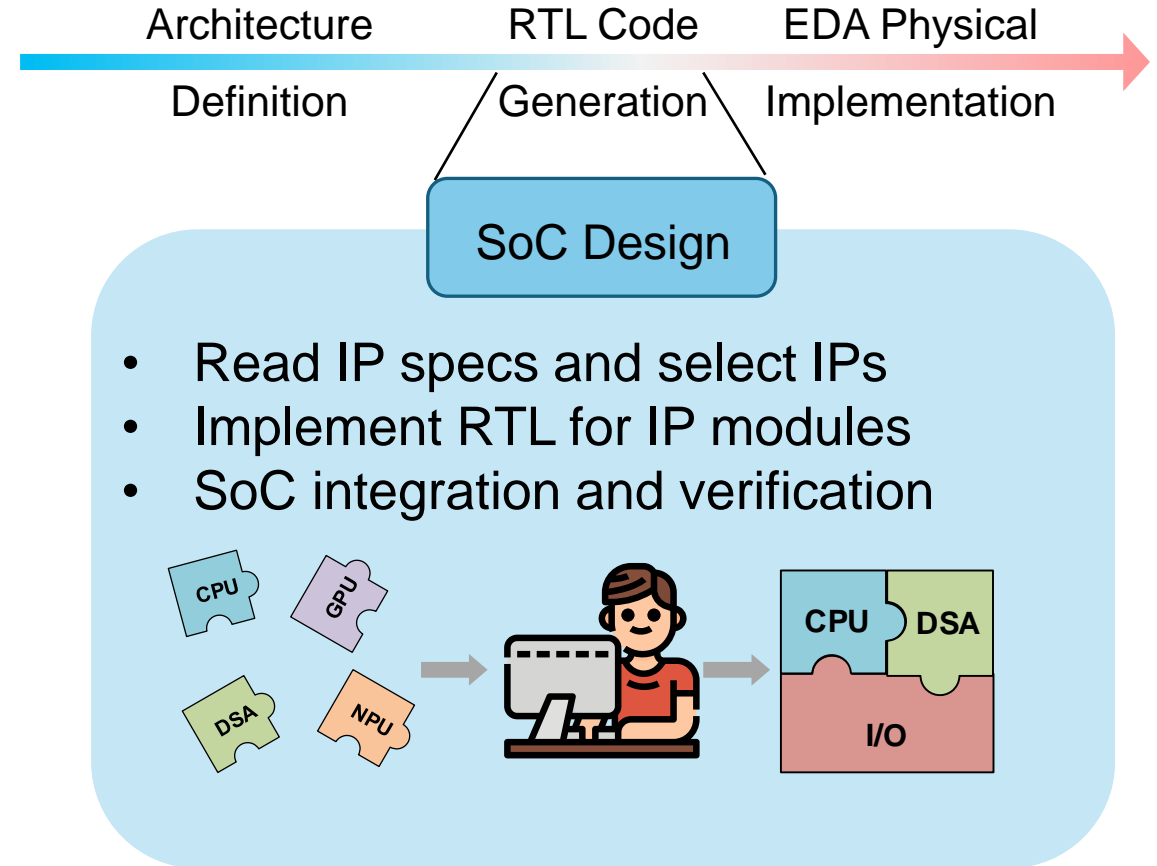 Architecture RTL Code EDA Physical
Definition Generation Implementation
SoC Design
• Read IP specs and select IPs
• Implement RTL for IP modules
• SoC integration and verification
CPU GPU
DSA NPU
CPU DSA
I/O